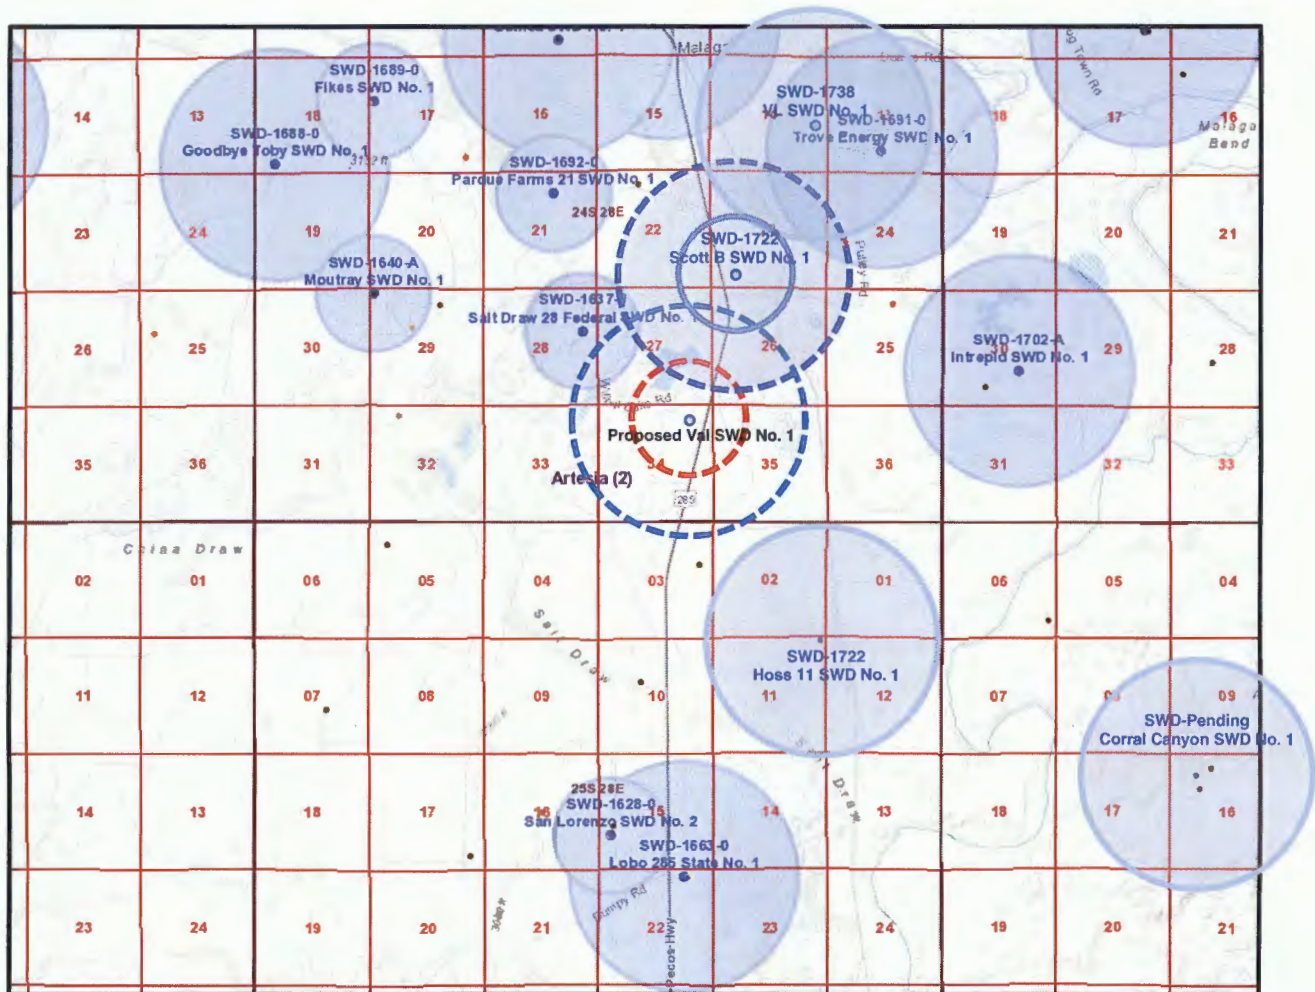 Malaga
SWD-1689-0
Fikes SWD No. 1
SWD-1738
VL SWD No. 1
14 13 18 17 16 15 18 17 16
SWD-1688-0
Goodbye Toby SWD No. 1
SWD-1691-0
Trove Energy SWD No. 1
Malaga
Bend
SWD-1692-0
Pardue Farms 21 SWD No. 1
24S 28E
23 24 19 20 21 22 24 19 20 21
SWD-1722
Scott B SWD No. 1
SWD-1640-A
Moutray SWD No. 1
Salt Draw 28 Federal SWD No.
26 25 30 29 28 27 26 25 30 29 28
SWD-1702-A
Intrepid SWD No. 1
Proposed Val SWD No. 1
35 36 31 32 33 34 35 36 31 32 33
Artesia (2)
285
02 01 06 05 04 03 02 01 06 05 04
Salt Draw
SWD-1722
Hoss 11 SWD No. 1
11 12 07 08 09 10 11 12 07 08 09
SWD-Pending
Corral Canyon SWD No. 1
Salt Draw
25S 28E
14 13 18 17 16 15 14 13 18 17 16
SWD-1628-0
San Lorenzo SWD No. 2
SWD-1663-0
Lobo 285 State No. 1
23 24 19 20 21 22 23 24 19 20 21
Pecos Hwy